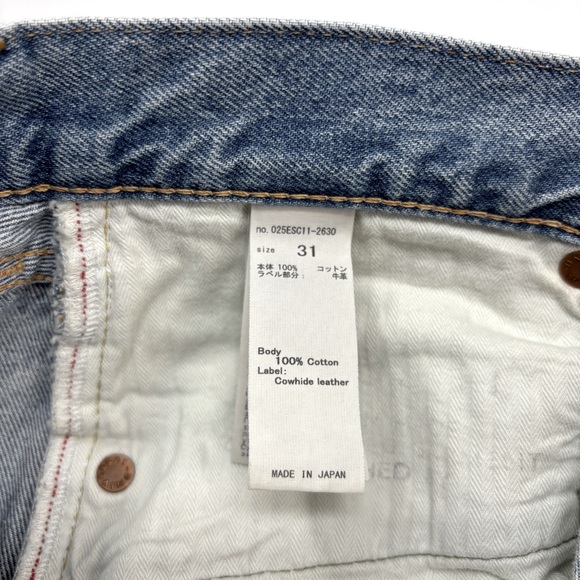 no. 025ESC11-2630
size 31
本体 100% コットン
ラベル部分: 牛革
Body
100% Cotton
Label:
Cowhide leather
MADE IN JAPAN